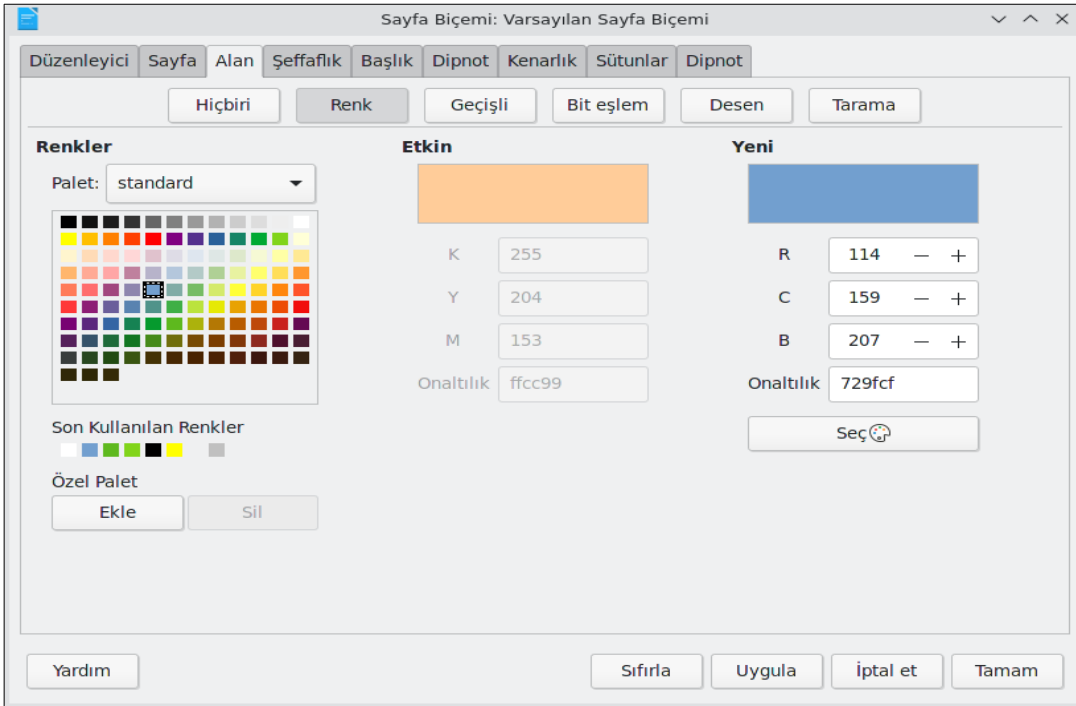 Sayfa Biçemi: Varsayılan Sayfa Biçemi
Düzenleyici Sayfa Alan Şeffaflık Başlık Dipnot Kenarlık Sütunlar Dipnot
Hiçbiri Renk Geçişli Bit eşlem Desen Tarama
Renkler Etkin Yeni
Palet: standard
K 255 R 114 — +
Y 204 C 159 — +
M 153 B 207 — +
Onaltılık ffcc99 Onaltılık 729fcf
Seç
Son Kullanılan Renkler
Özel Palet
Ekle Sil
Yardım Sıfırla Uygula İptal et Tamam